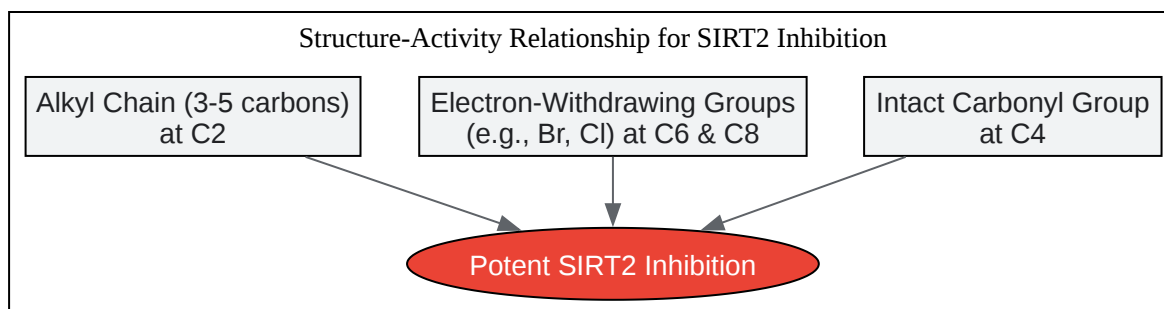 Structure-Activity Relationship for SIRT2 Inhibition
Alkyl Chain (3-5 carbons)
at C2
Electron-Withdrawing Groups
(e.g., Br, Cl) at C6 & C8
Intact Carbonyl Group
at C4
Potent SIRT2 Inhibition